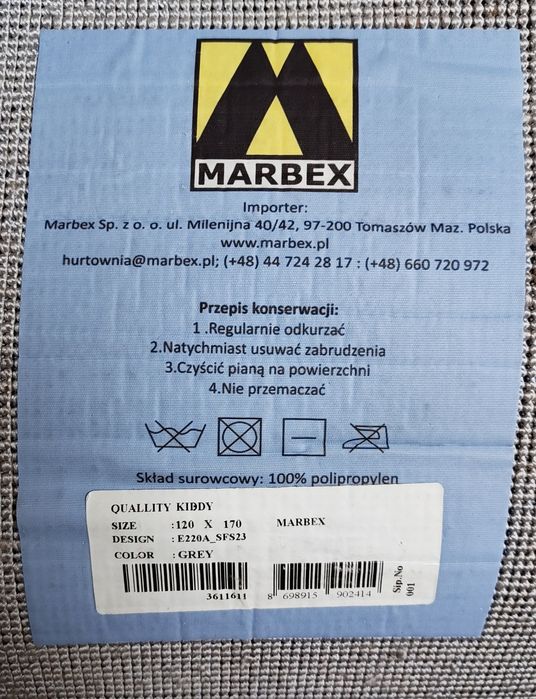 MARBEX
Importer:
Marbex Sp. z o. o. ul. Milenijna 40/42, 97-200 Tomaszów Maz. Polska
www.marbex.pl
hurtownia@marbex.pl; (+48) 44 724 28 17 : (+48) 660 720 972
Przepis konserwacji:
1 .Regularnie odkurzać
2.Natychmiast usuwać zabrudzenia
3.Czyścić pianą na powierzchni
4.Nie przemaczać
Skład surowcowy: 100% polipropylen
QUALLITY KIDDY
SIZE :120 X 170 MARBEX
DESIGN : E220A_SFS23
COLOR : GREY
3611611
8 698915 902414
Sip.No
001